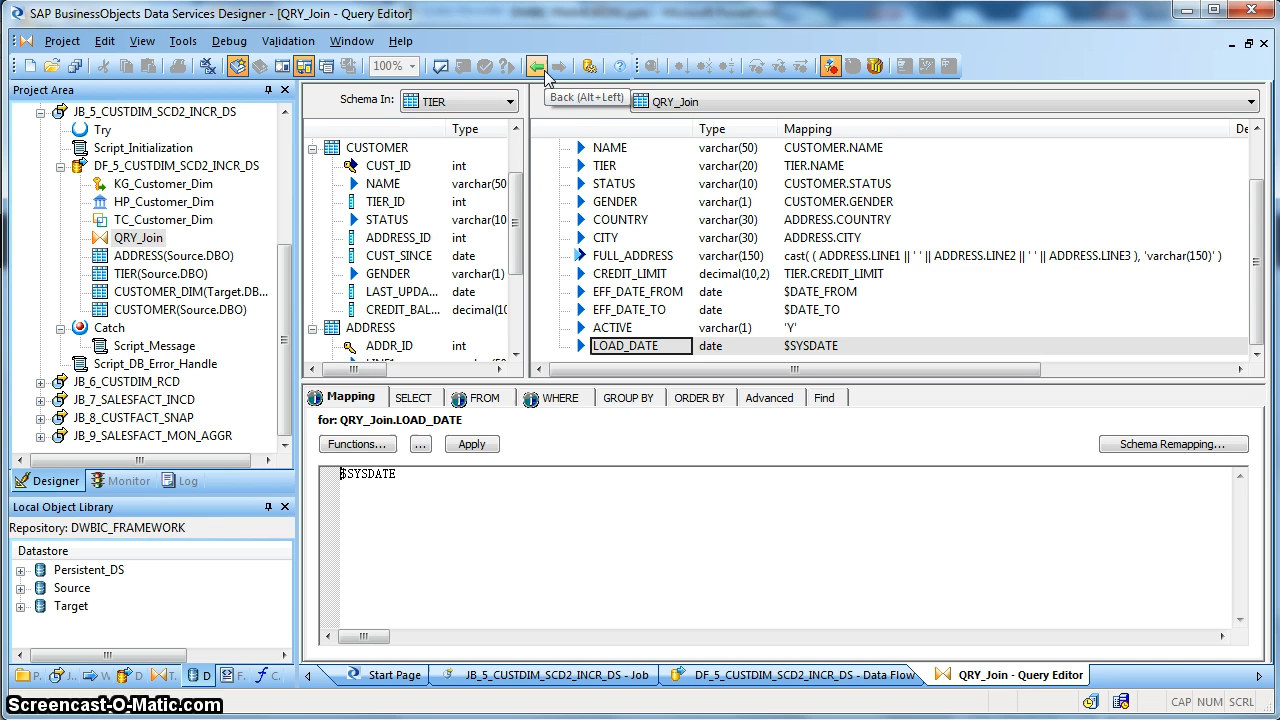 SAP BusinessObjects Data Services Designer - [QRY_Join - Query Editor]
Project Edit View Tools Debug Validation Window Help
100%
Back (Alt+Left)
Project Area
JB_5_CUSTDIM_SCD2_INCR_DS
Try
Script_Initialization
DF_5_CUSTDIM_SCD2_INCR_DS
KG_Customer_Dim
HP_Customer_Dim
TC_Customer_Dim
QRY_Join
ADDRESS(Source.DBO)
TIER(Source.DBO)
CUSTOMER_DIM(Target.DB...
CUSTOMER(Source.DBO)
Catch
Script_Message
Script_DB_Error_Handle
JB_6_CUSTDIM_RCD
JB_7_SALESFACT_INCD
JB_8_CUSTFACT_SNAP
JB_9_SALESFACT_MON_AGGR
Designer Monitor Log
Local Object Library
Repository: DWBIC_FRAMEWORK
Datastore
Persistent_DS
Source
Target
P. J.. W D T. D F. C.
Schema In: TIER
Type
CUSTOMER
CUST_ID int
NAME varchar(50
TIER_ID int
STATUS varchar(10
ADDRESS_ID int
CUST_SINCE date
GENDER varchar(1)
LAST_UPDA... date
CREDIT_BAL... decimal(10
ADDRESS
ADDR_ID int
QRY_Join
Type Mapping De
NAME varchar(50) CUSTOMER.NAME
TIER varchar(20) TIER.NAME
STATUS varchar(10) CUSTOMER.STATUS
GENDER varchar(1) CUSTOMER.GENDER
COUNTRY varchar(30) ADDRESS.COUNTRY
CITY varchar(30) ADDRESS.CITY
FULL_ADDRESS varchar(150) cast( ( ADDRESS.LINE1 || ' ' || ADDRESS.LINE2 || ' ' || ADDRESS.LINE3 ), 'varchar(150)' )
CREDIT_LIMIT decimal(10,2) TIER.CREDIT_LIMIT
EFF_DATE_FROM date $DATE_FROM
EFF_DATE_TO date $DATE_TO
ACTIVE varchar(1) 'Y'
LOAD_DATE date $SYSDATE
Mapping SELECT FROM WHERE GROUP BY ORDER BY Advanced Find
for: QRY_Join.LOAD_DATE
Functions... ... Apply Schema Remapping...
$SYSDATE
Start Page JB_5_CUSTDIM_SCD2_INCR_DS - Job DF_5_CUSTDIM_SCD2_INCR_DS - Data Flow QRY_Join - Query Editor
CAP NUM SCRL
Screencast-O-Matic.com